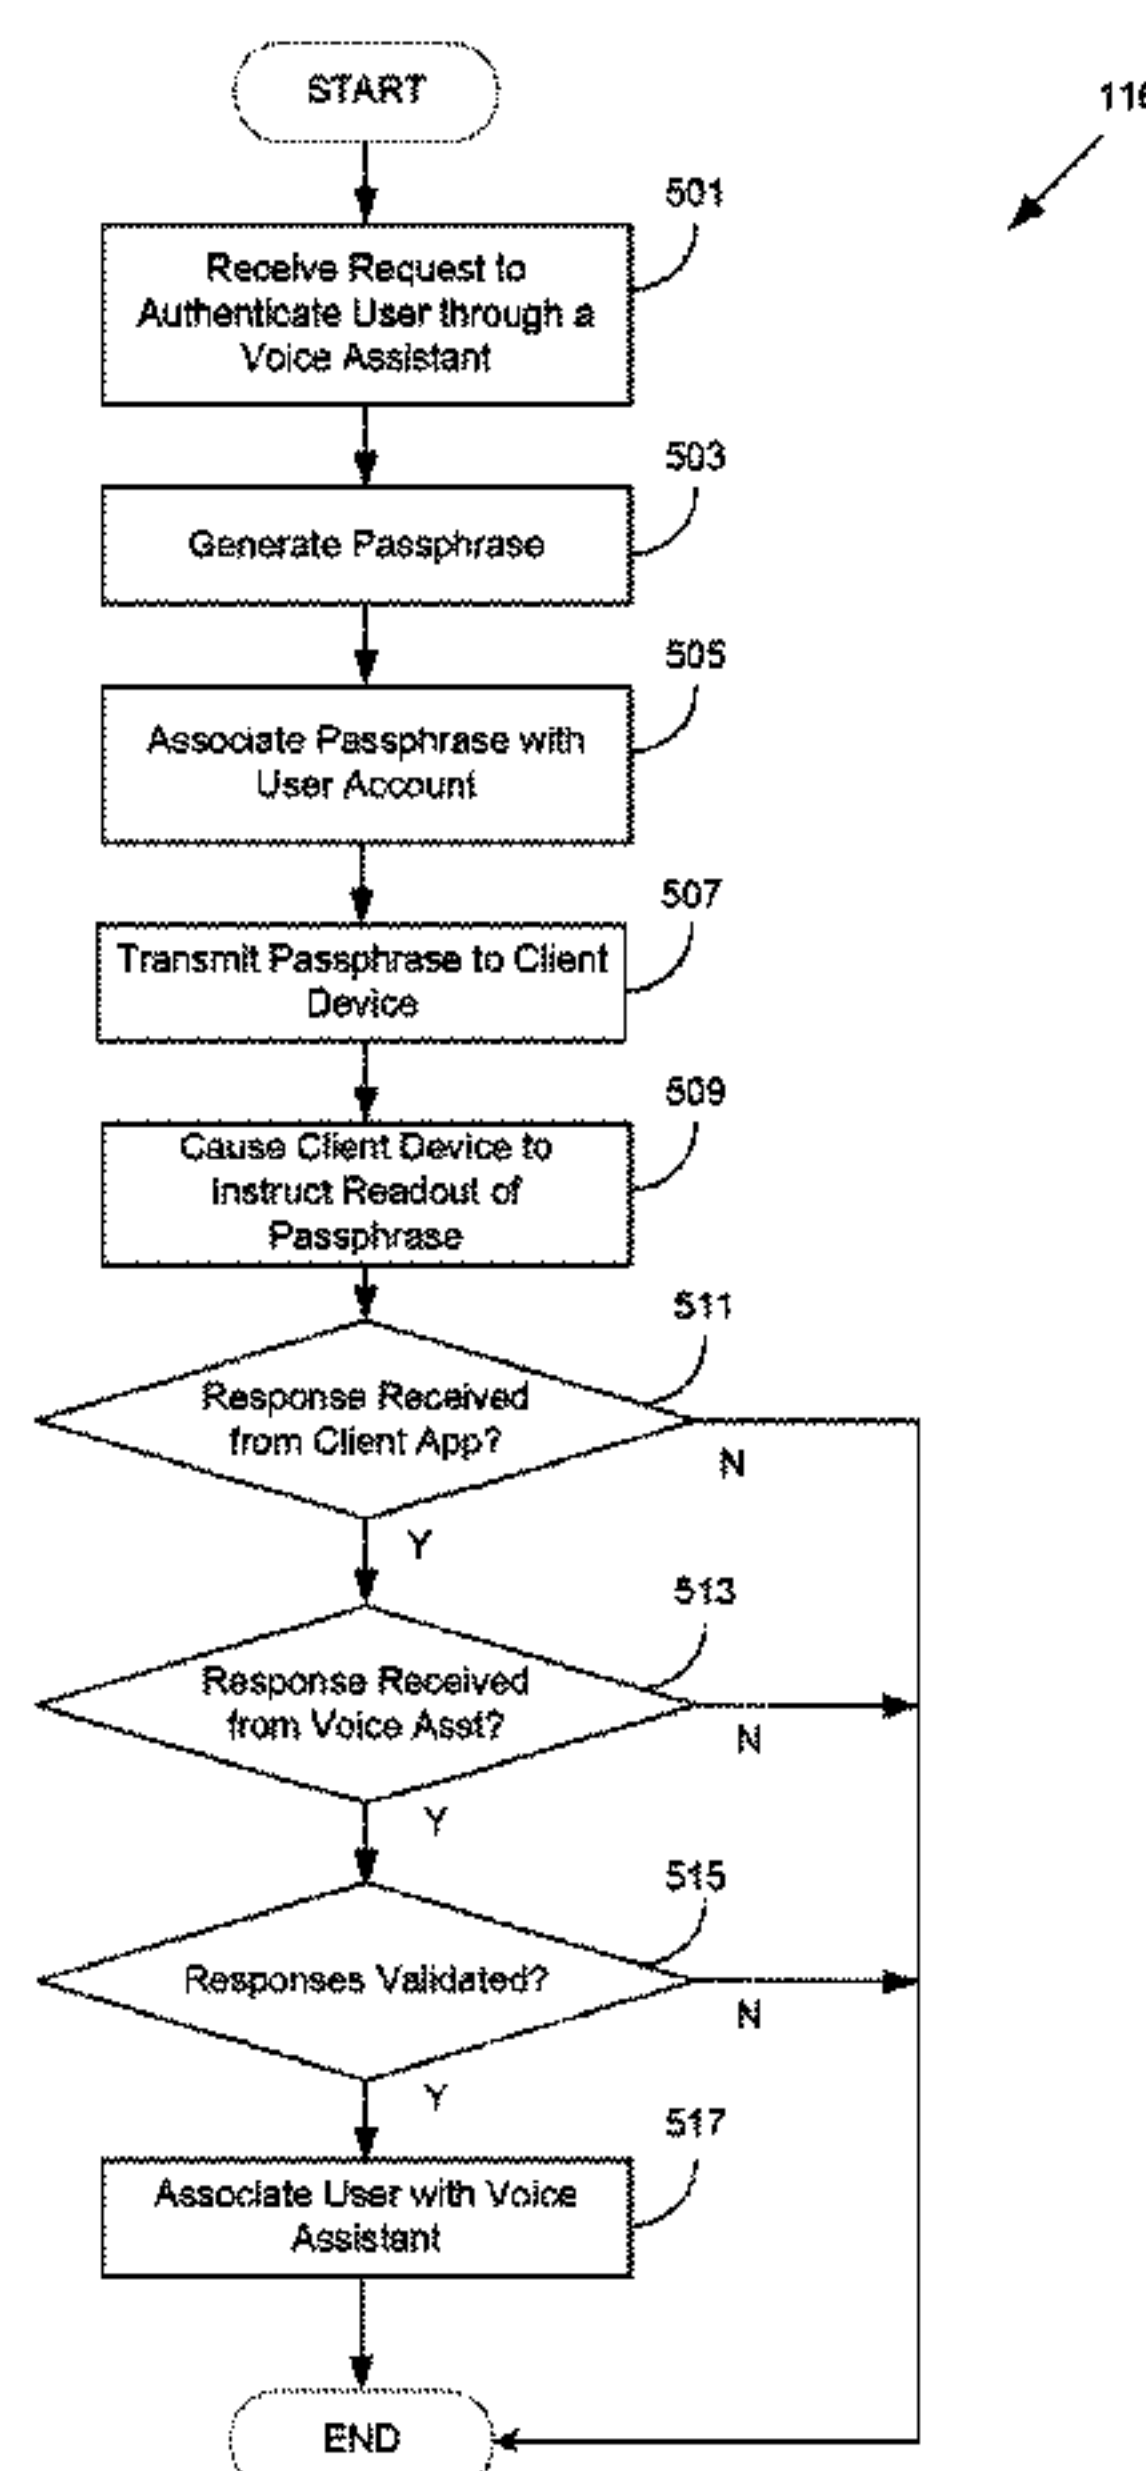 START
116
501
Receive Request to
Authenticate User through a
Voice Assistant
503
Generate Passphrase
505
Associate Passphrase with
User Account
507
Transmit Passphrase to Client
Device
509
Cause Client Device to
Instruct Readout of
Passphrase
511
Response Received
from Client App?
N
Y
513
Response Received
from Voice Asst?
N
Y
515
Responses Validated?
N
Y
517
Associate User with Voice
Assistant
END